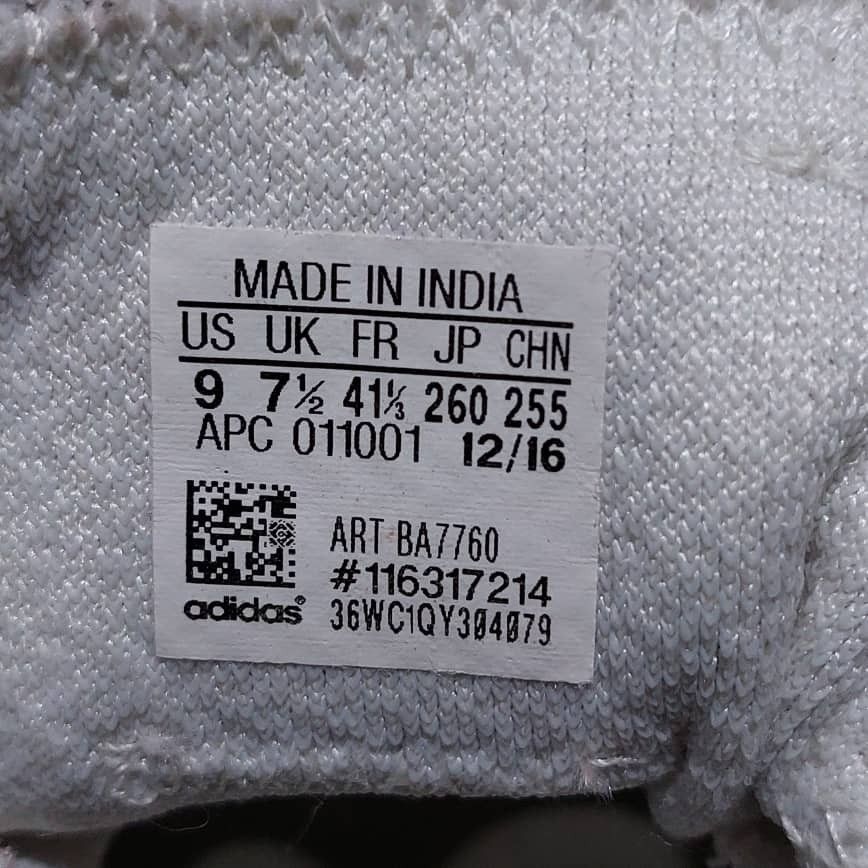 MADE IN INDIA
US UK FR JP CHN
9 7½ 41⅓ 260 255
APC 011001 12/16
ART BA7760
#116317214
adidas® 36WC1QY304079